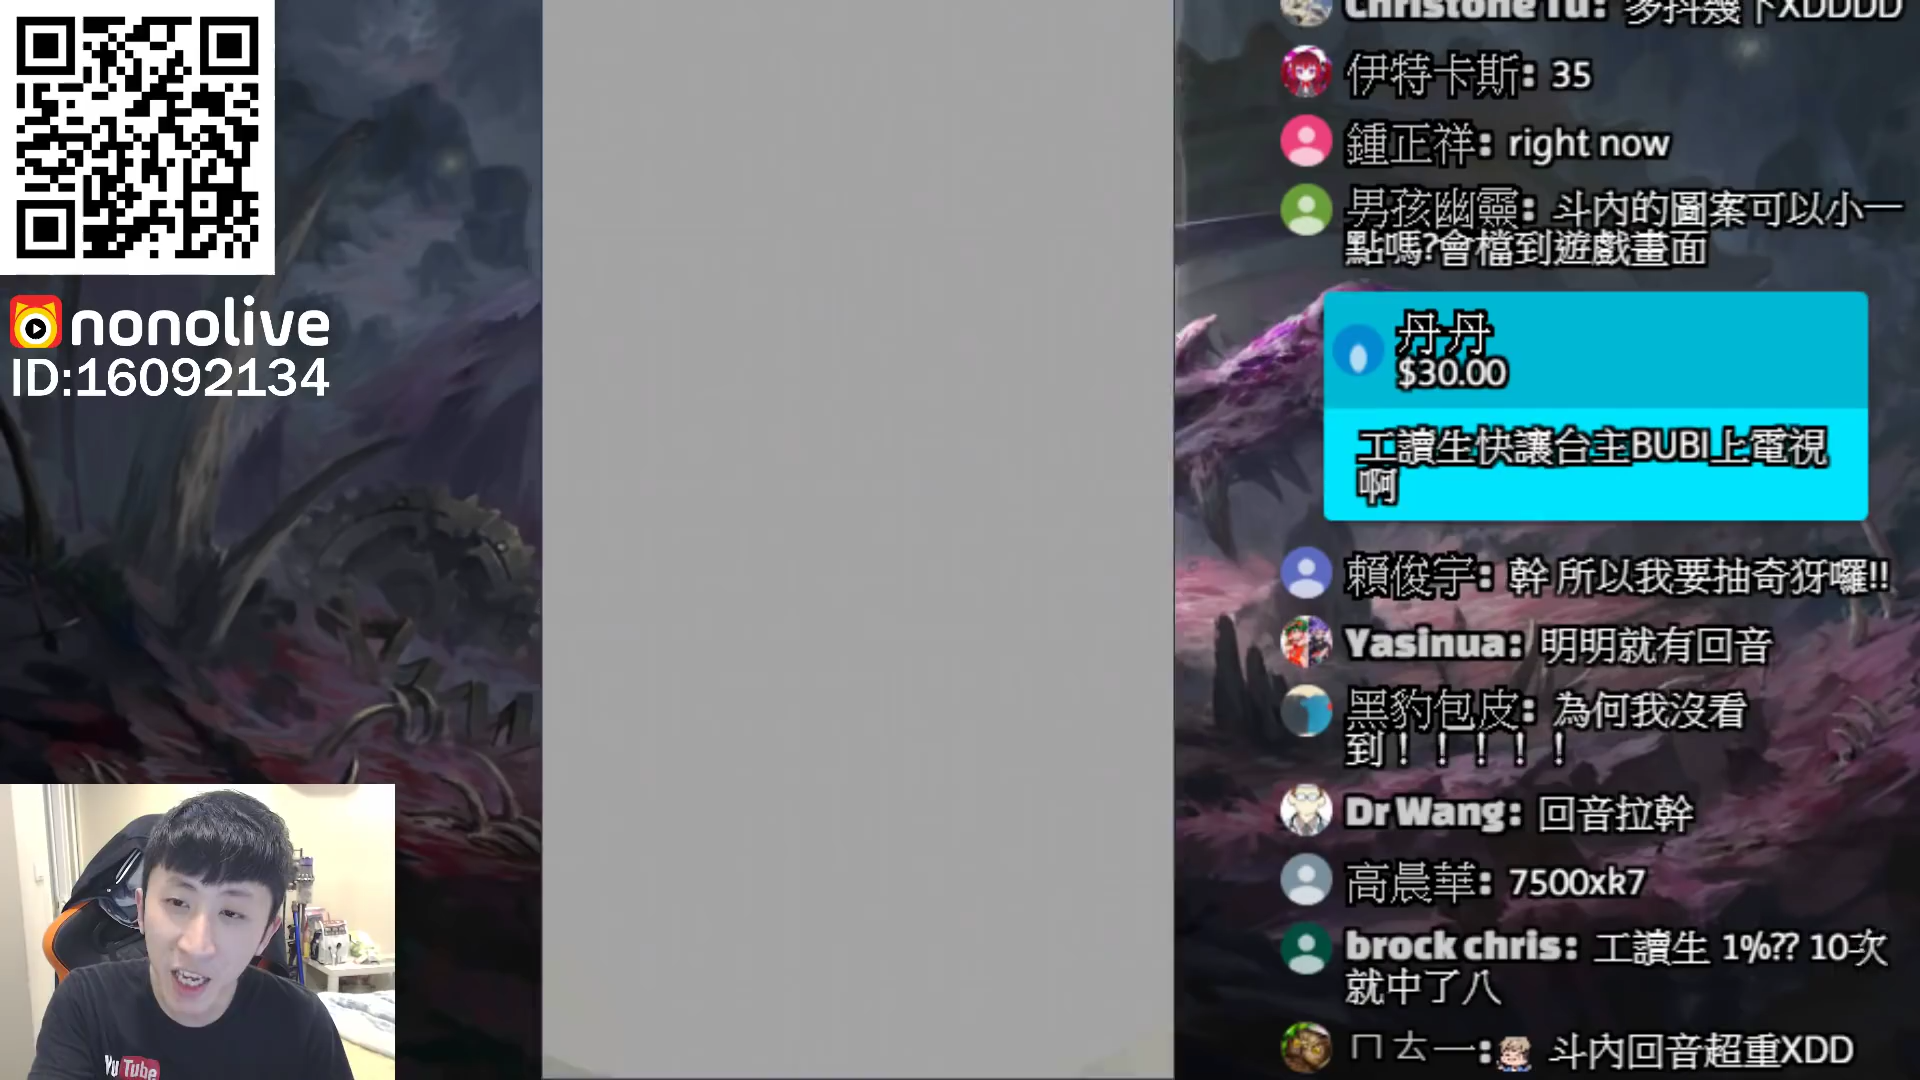 nonolive
ID:16092134
YouTube
Christone Tu: 多抖幾下XDDDD
伊特卡斯: 35
鍾正祥: right now
男孩幽靈: 斗內的圖案可以小一
點嗎?會檔到遊戲畫面
丹丹
$30.00
工讀生快讓台主BUBI上電視
啊
賴俊宇: 幹 所以我要抽奇犽囉!!
Yasinua: 明明就有回音
黑豹包皮: 為何我沒看
到！！！！！
Dr Wang: 回音拉幹
高晨華: 7500xk7
brock chris: 工讀生 1%?? 10次
就中了八
ㄇㄊㄧ: 斗內回音超重XDD